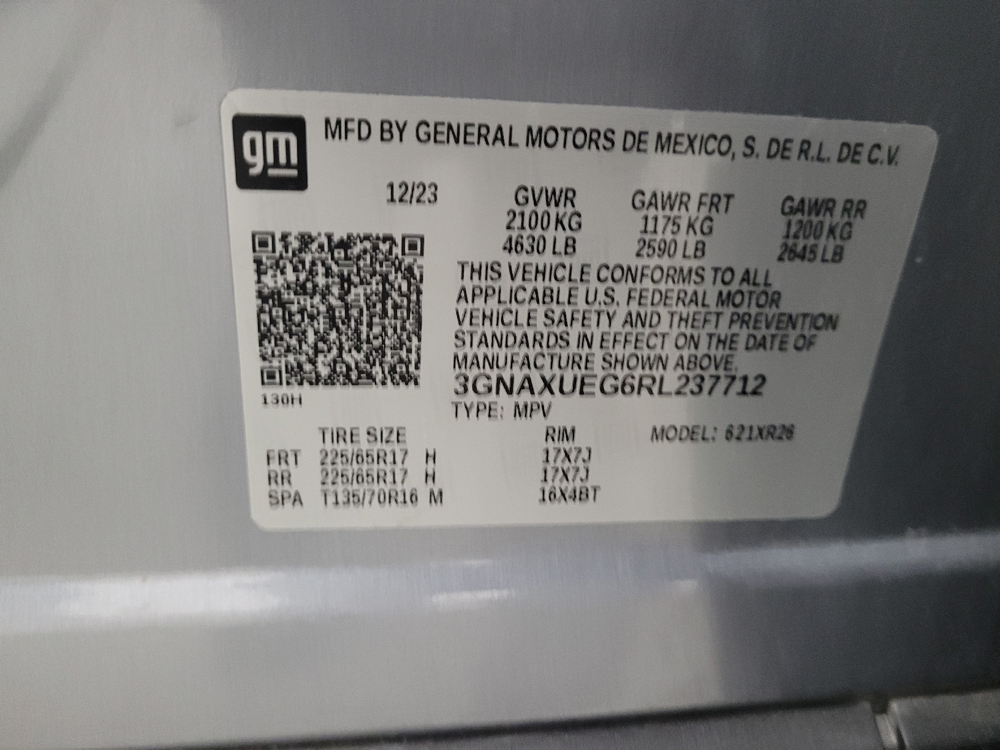 gm
MFD BY GENERAL MOTORS DE MEXICO, S. DE R.L. DE C.V.
12/23 GVWR GAWR FRT GAWR RR
2100 KG 1175 KG 1200 KG
4630 LB 2590 LB 2645 LB
THIS VEHICLE CONFORMS TO ALL
APPLICABLE U.S. FEDERAL MOTOR
VEHICLE SAFETY AND THEFT PREVENTION
STANDARDS IN EFFECT ON THE DATE OF
MANUFACTURE SHOWN ABOVE.
3GNAXUEG6RL237712
130H
TYPE: MPV
TIRE SIZE RIM MODEL: 621XR26
FRT 225/65R17 H 17X7J
RR 225/65R17 H 17X7J
SPA T135/70R16 M 16X4BT